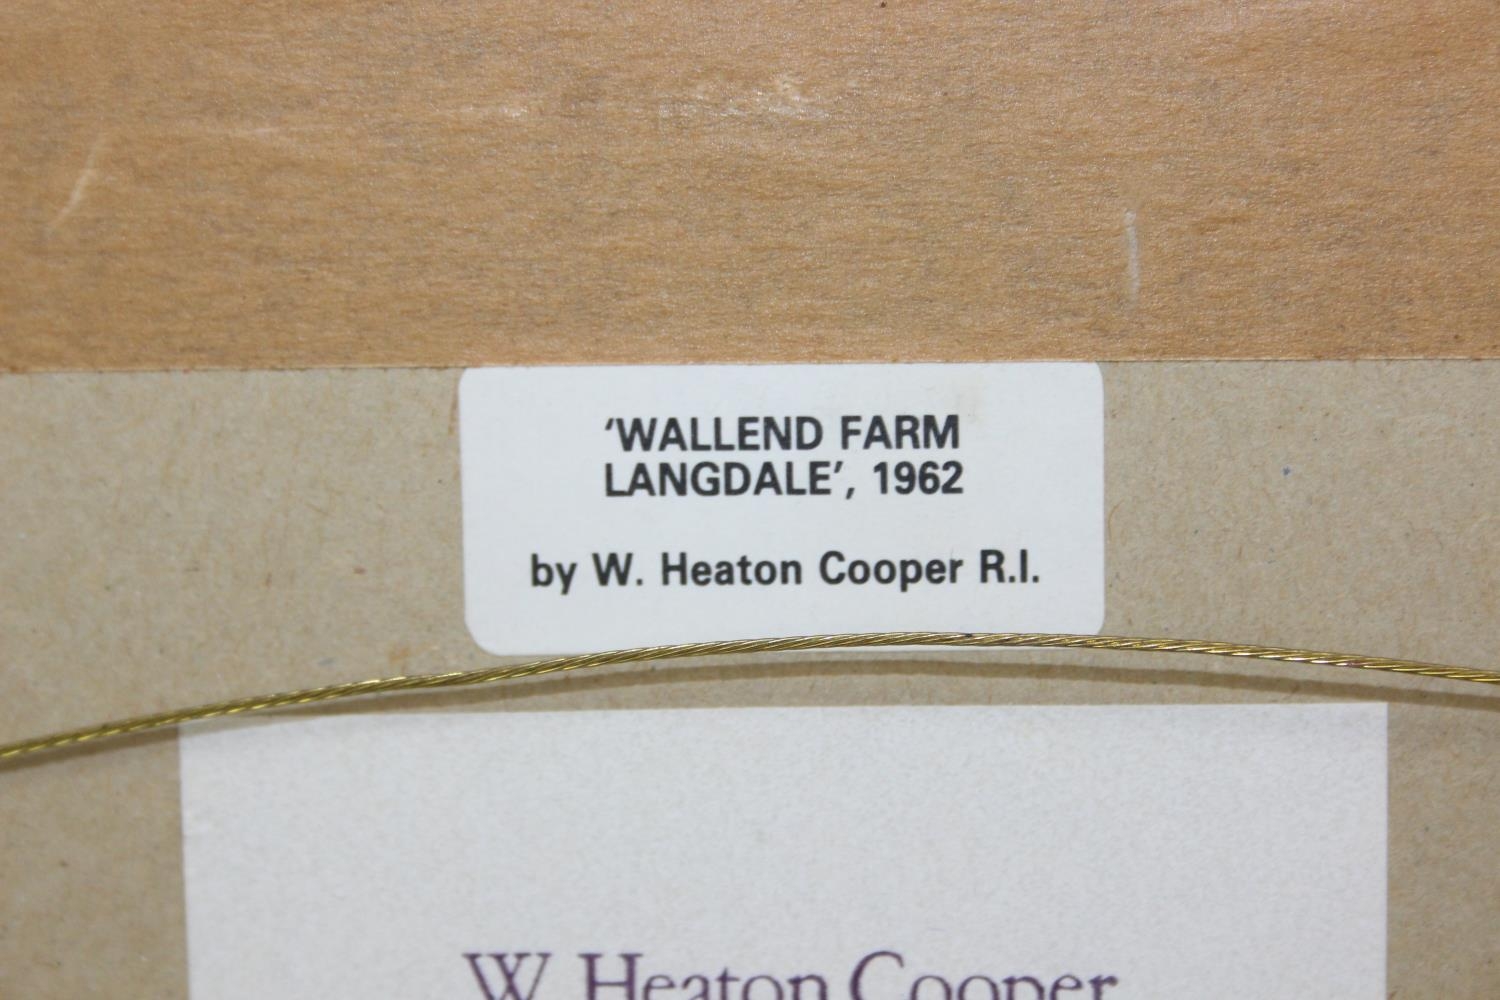 ‘WALLEND FARM
LANGDALE’, 1962
by W. Heaton Cooper R.I.
W Heaton Cooper